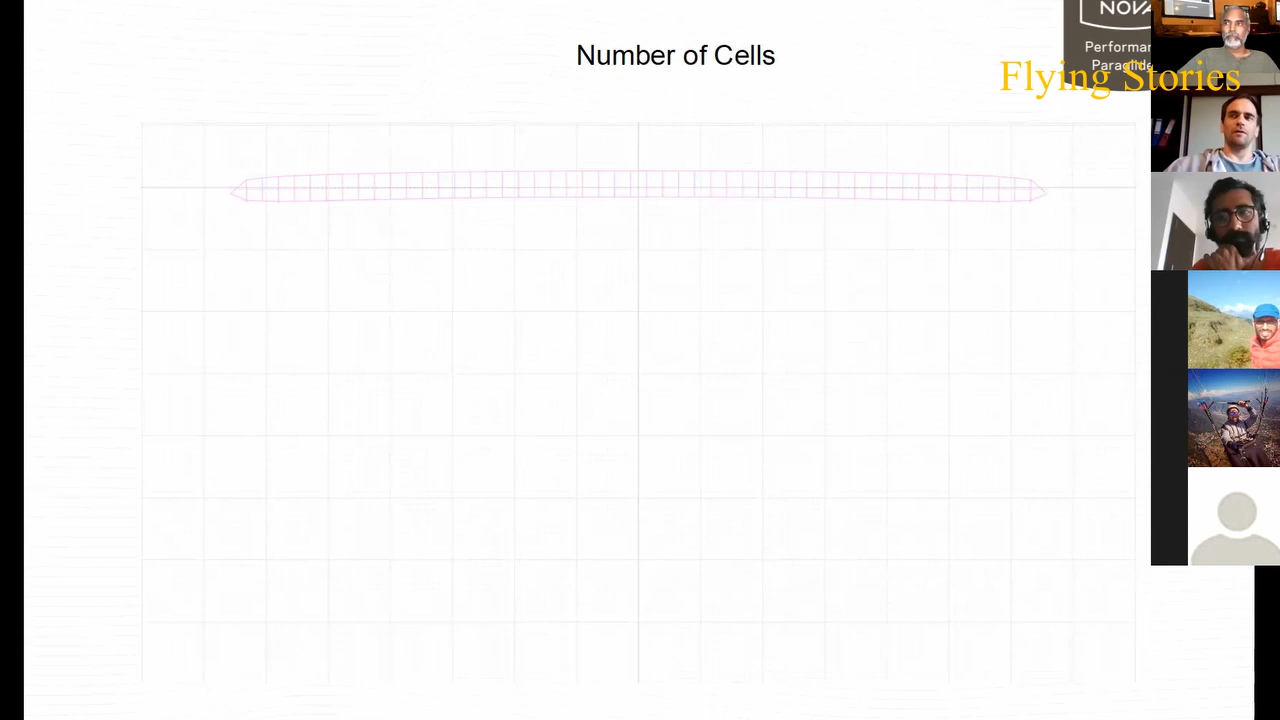 Number of Cells
NOVA
Performan
Paraglide
Flying Stories